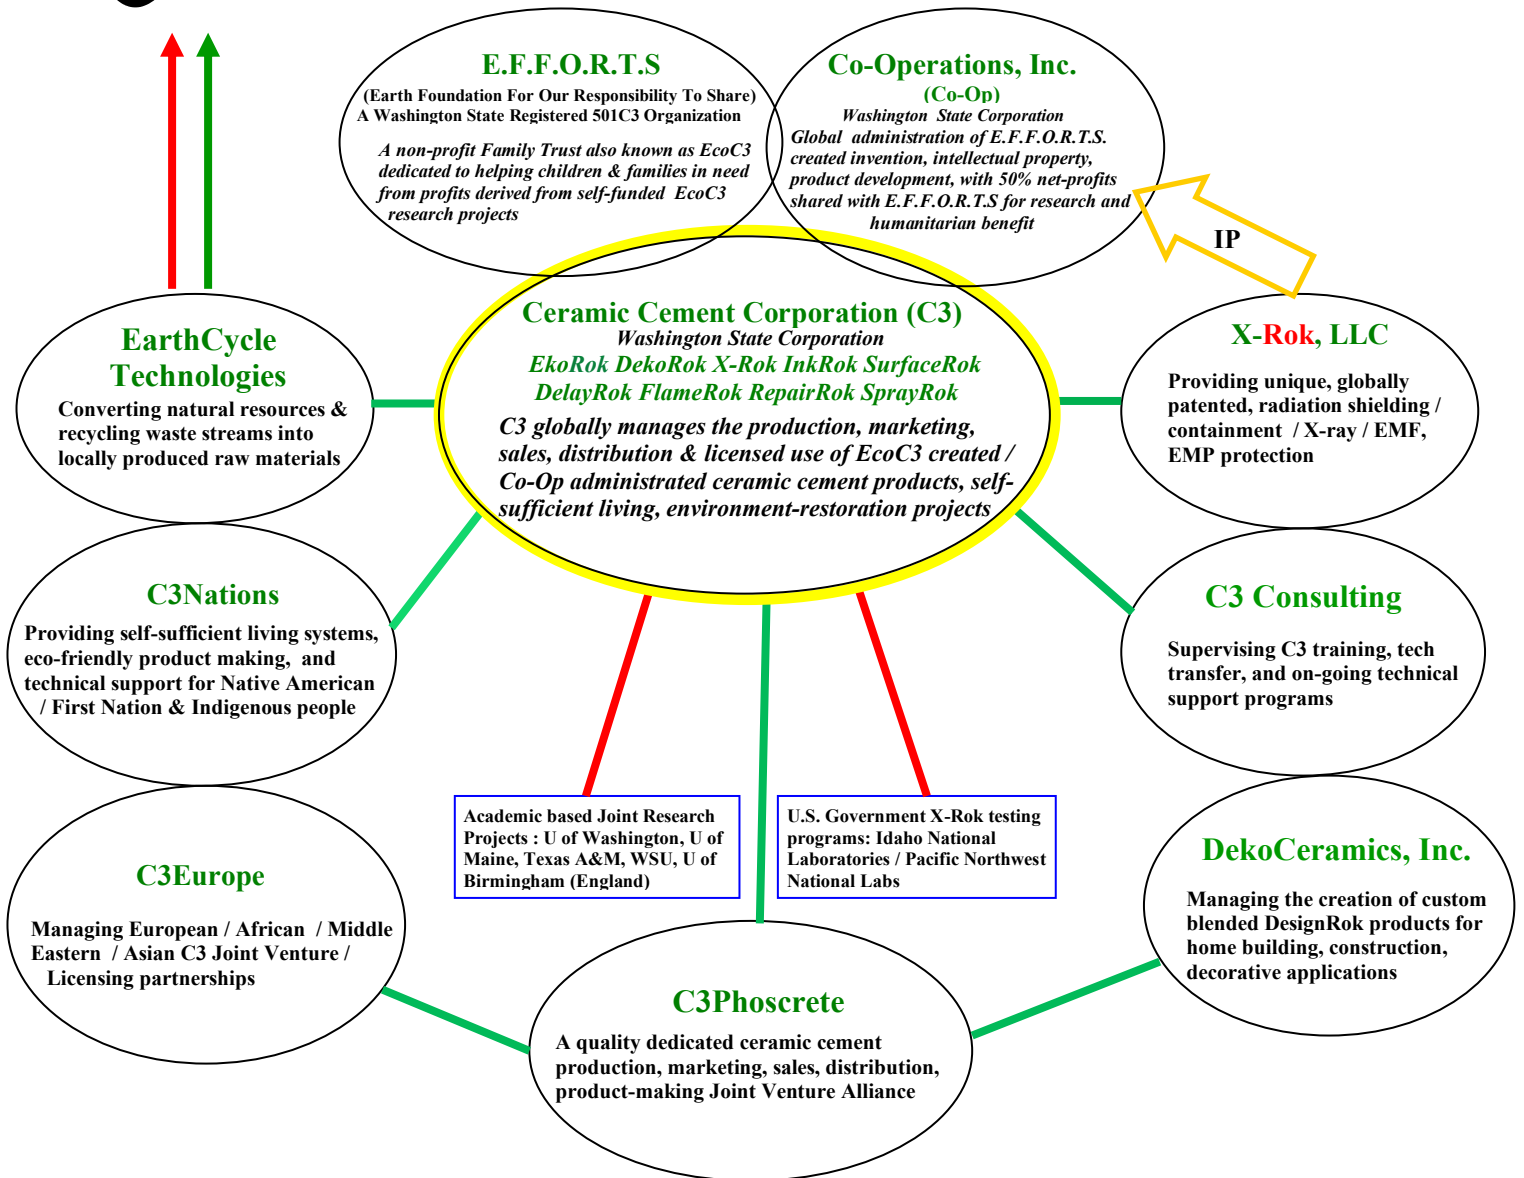 E.F.F.O.R.T.S
(Earth Foundation For Our Responsibility To Share)
A Washington State Registered 501C3 Organization
A non-profit Family Trust also known as EcoC3
dedicated to helping children & families in need
from profits derived from self-funded EcoC3
research projects
Co-Operations, Inc.
(Co-Op)
Washington State Corporation
Global administration of E.F.F.O.R.T.S.
created invention, intellectual property,
product development, with 50% net-profits
shared with E.F.F.O.R.T.S for research and
humanitarian benefit
IP
Ceramic Cement Corporation (C3)
Washington State Corporation
EkoRok DekoRok X-Rok InkRok SurfaceRok
DelayRok FlameRok RepairRok SprayRok
C3 globally manages the production, marketing,
sales, distribution & licensed use of EcoC3 created /
Co-Op administrated ceramic cement products, self-
sufficient living, environment-restoration projects
EarthCycle
Technologies
Converting natural resources &
recycling waste streams into
locally produced raw materials
X-Rok, LLC
Providing unique, globally
patented, radiation shielding /
containment / X-ray / EMF,
EMP protection
C3Nations
Providing self-sufficient living systems,
eco-friendly product making, and
technical support for Native American
/ First Nation & Indigenous people
C3 Consulting
Supervising C3 training, tech
transfer, and on-going technical
support programs
Academic based Joint Research
Projects : U of Washington, U of
Maine, Texas A&M, WSU, U of
Birmingham (England)
U.S. Government X-Rok testing
programs: Idaho National
Laboratories / Pacific Northwest
National Labs
C3Europe
Managing European / African / Middle
Eastern / Asian C3 Joint Venture /
Licensing partnerships
DekoCeramics, Inc.
Managing the creation of custom
blended DesignRok products for
home building, construction,
decorative applications
C3Phoscrete
A quality dedicated ceramic cement
production, marketing, sales, distribution,
product-making Joint Venture Alliance